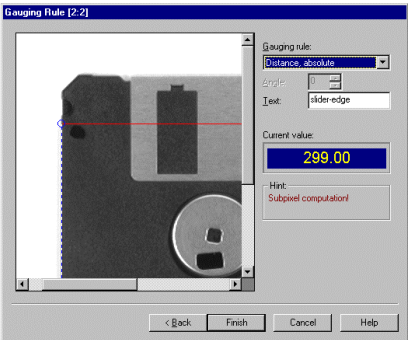 Gauging Rule [2:2]
Gauging rule:
Distance, absolute
Angle: 0
Text: slider-edge
Current value:
299.00
Hint:
Subpixel computation!
< Back Finish Cancel Help